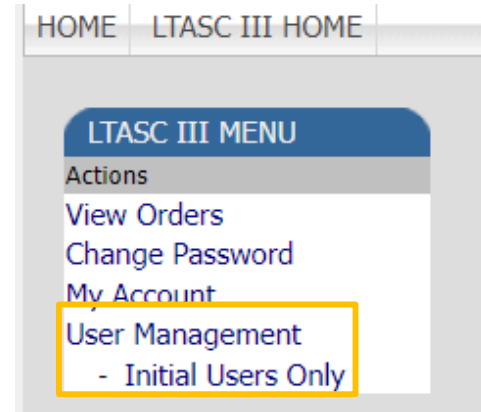 HOME LTASC III HOME
LTASC III MENU
Actions
View Orders
Change Password
My Account
User Management
- Initial Users Only